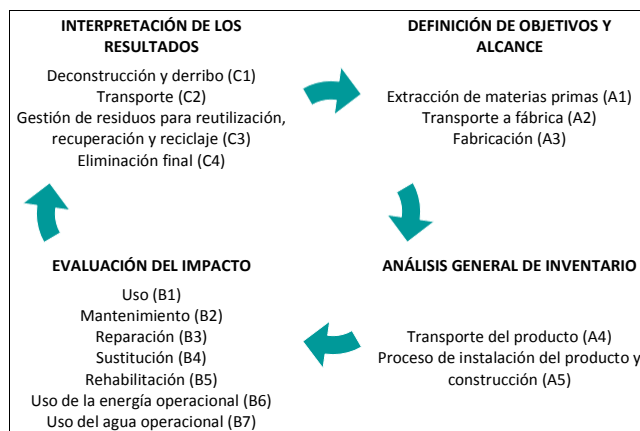 INTERPRETACIÓN DE LOS
RESULTADOS
Deconstrucción y derribo (C1)
Transporte (C2)
Gestión de residuos para reutilización,
recuperación y reciclaje (C3)
Eliminación final (C4)
DEFINICIÓN DE OBJETIVOS Y
ALCANCE
Extracción de materias primas (A1)
Transporte a fábrica (A2)
Fabricación (A3)
EVALUACIÓN DEL IMPACTO
Uso (B1)
Mantenimiento (B2)
Reparación (B3)
Sustitución (B4)
Rehabilitación (B5)
Uso de la energía operacional (B6)
Uso del agua operacional (B7)
ANÁLISIS GENERAL DE INVENTARIO
Transporte del producto (A4)
Proceso de instalación del producto y
construcción (A5)